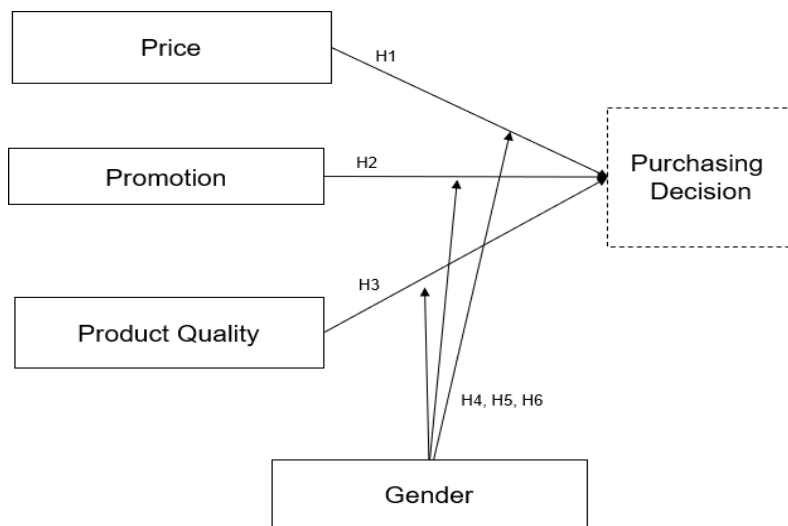 Price
H1
Promotion
H2
Purchasing
Decision
H3
Product Quality
H4, H5, H6
Gender